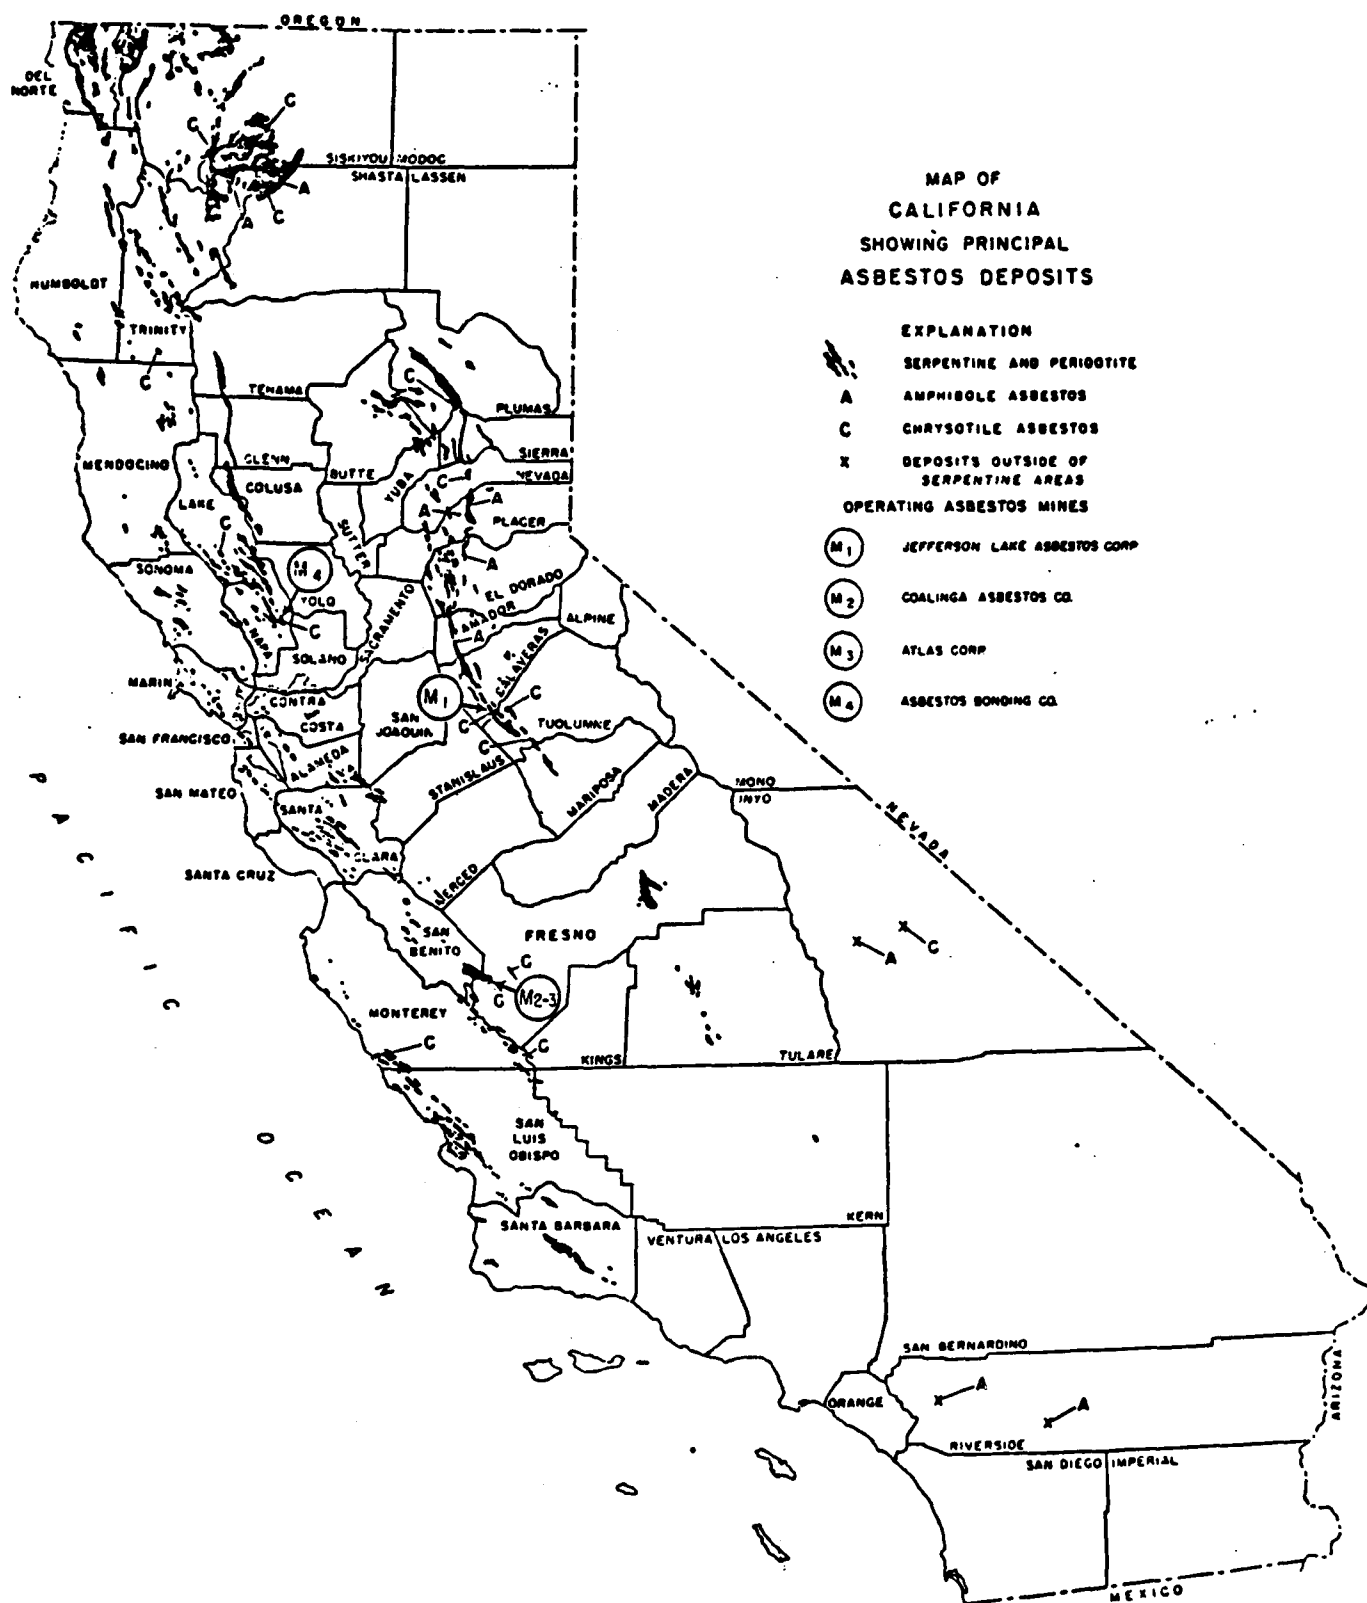 OREGON
DEL
NORTE
C
C
SISKIYOU MODOC
SHASTA LASSEN
A
A
A
C
HUMBOLDT
TRINITY
C
TEHAMA
C
PLUMAS
MENDOCINO
GLENN
BUTTE
SIERRA
YUBA
C
NEVADA
COLUSA
LAKE
A
A
C
SUTTER
PLACER
SONOMA
M4
A
YOLO
EL DORADO
NAPA
C
SACRAMENTO
AMADOR
A
ALPINE
SOLANO
MARIN
CALAVERAS
CONTRA
COSTA
M1
C
C
SAN
JOAQUIN
TUOLUMNE
SAN FRANCISCO
C
ALAMEDA
STANISLAUS
SAN MATEO
SANTA
CLARA
MARIPOSA
MADERA
MONO
INYO
NEVADA
SANTA CRUZ
MERCED
SAN
BENITO
FRESNO
C
C
M2-3
A
C
MONTEREY
C
C
KINGS
TULARE
SAN
LUIS
OBISPO
SANTA BARBARA
KERN
VENTURA LOS ANGELES
SAN BERNARDINO
A
A
ORANGE
RIVERSIDE
SAN DIEGO IMPERIAL
ARIZONA
MEXICO
PACIFIC
OCEAN
MAP OF
CALIFORNIA
SHOWING PRINCIPAL
ASBESTOS DEPOSITS
EXPLANATION
SERPENTINE AND PERIDOTITE
A AMPHIBOLE ASBESTOS
C CHRYSOTILE ASBESTOS
X DEPOSITS OUTSIDE OF
SERPENTINE AREAS
OPERATING ASBESTOS MINES
M1 JEFFERSON LAKE ASBESTOS CORP
M2 COALINGA ASBESTOS CO.
M3 ATLAS CORP
M4 ASBESTOS BONDING CO.